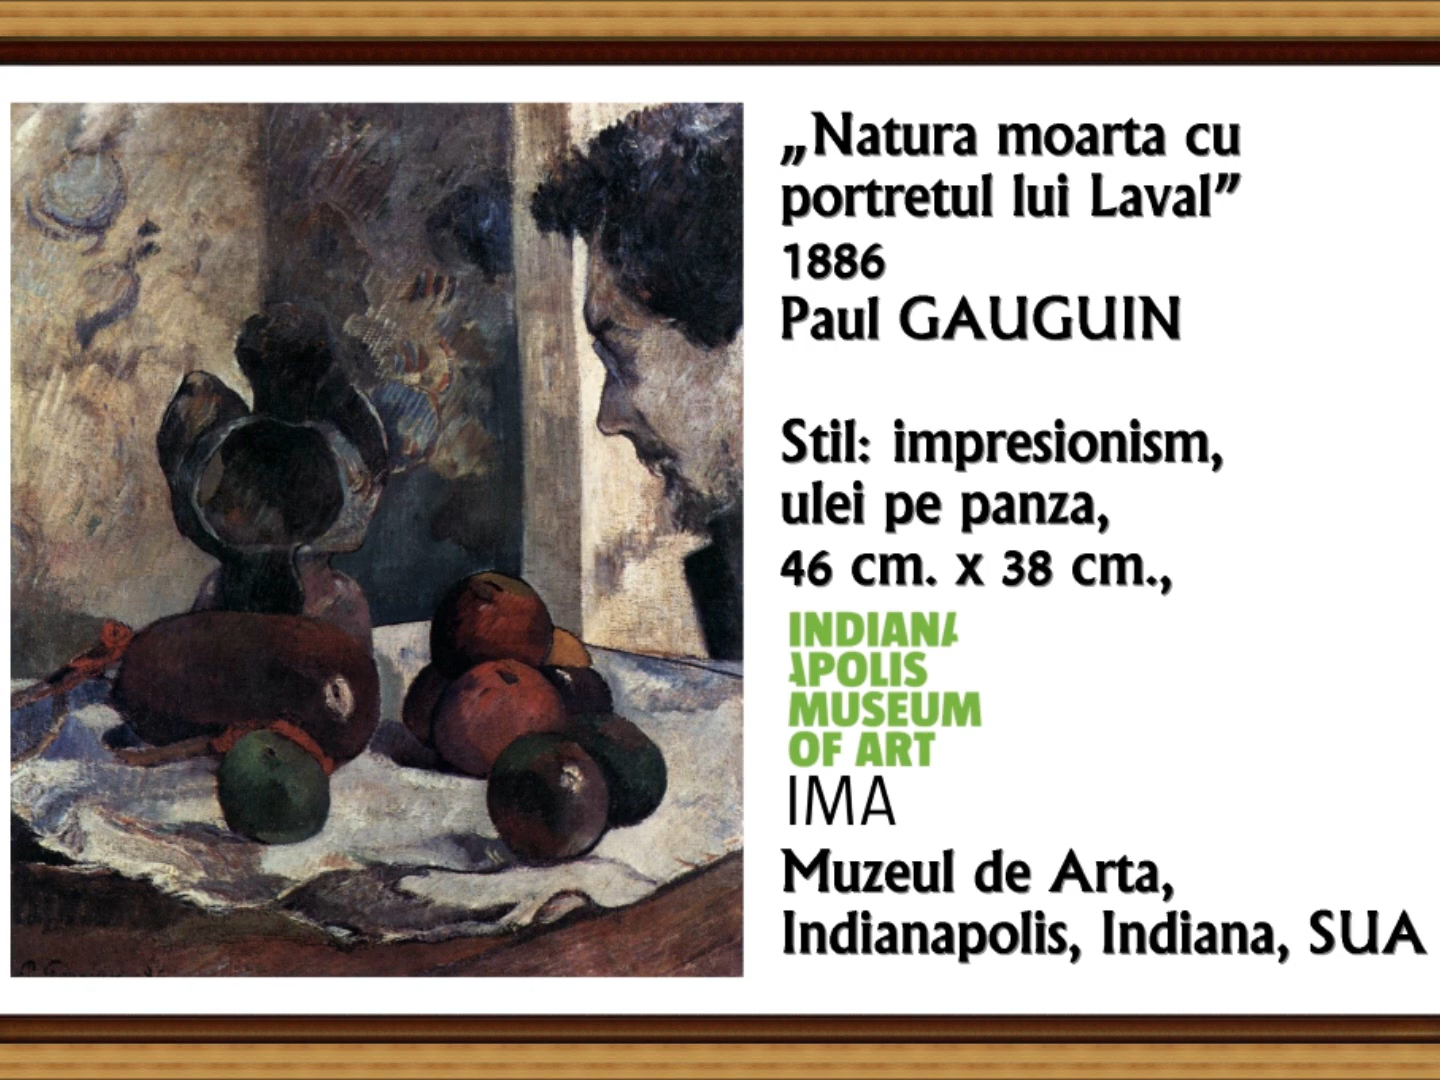 „Natura moarta cu
portretul lui Laval”
1886
Paul GAUGUIN
Stil: impresionism,
ulei pe panza,
46 cm. x 38 cm.,
INDIANA
APOLIS
MUSEUM
OF ART
IMA
Muzeul de Arta,
Indianapolis, Indiana, SUA